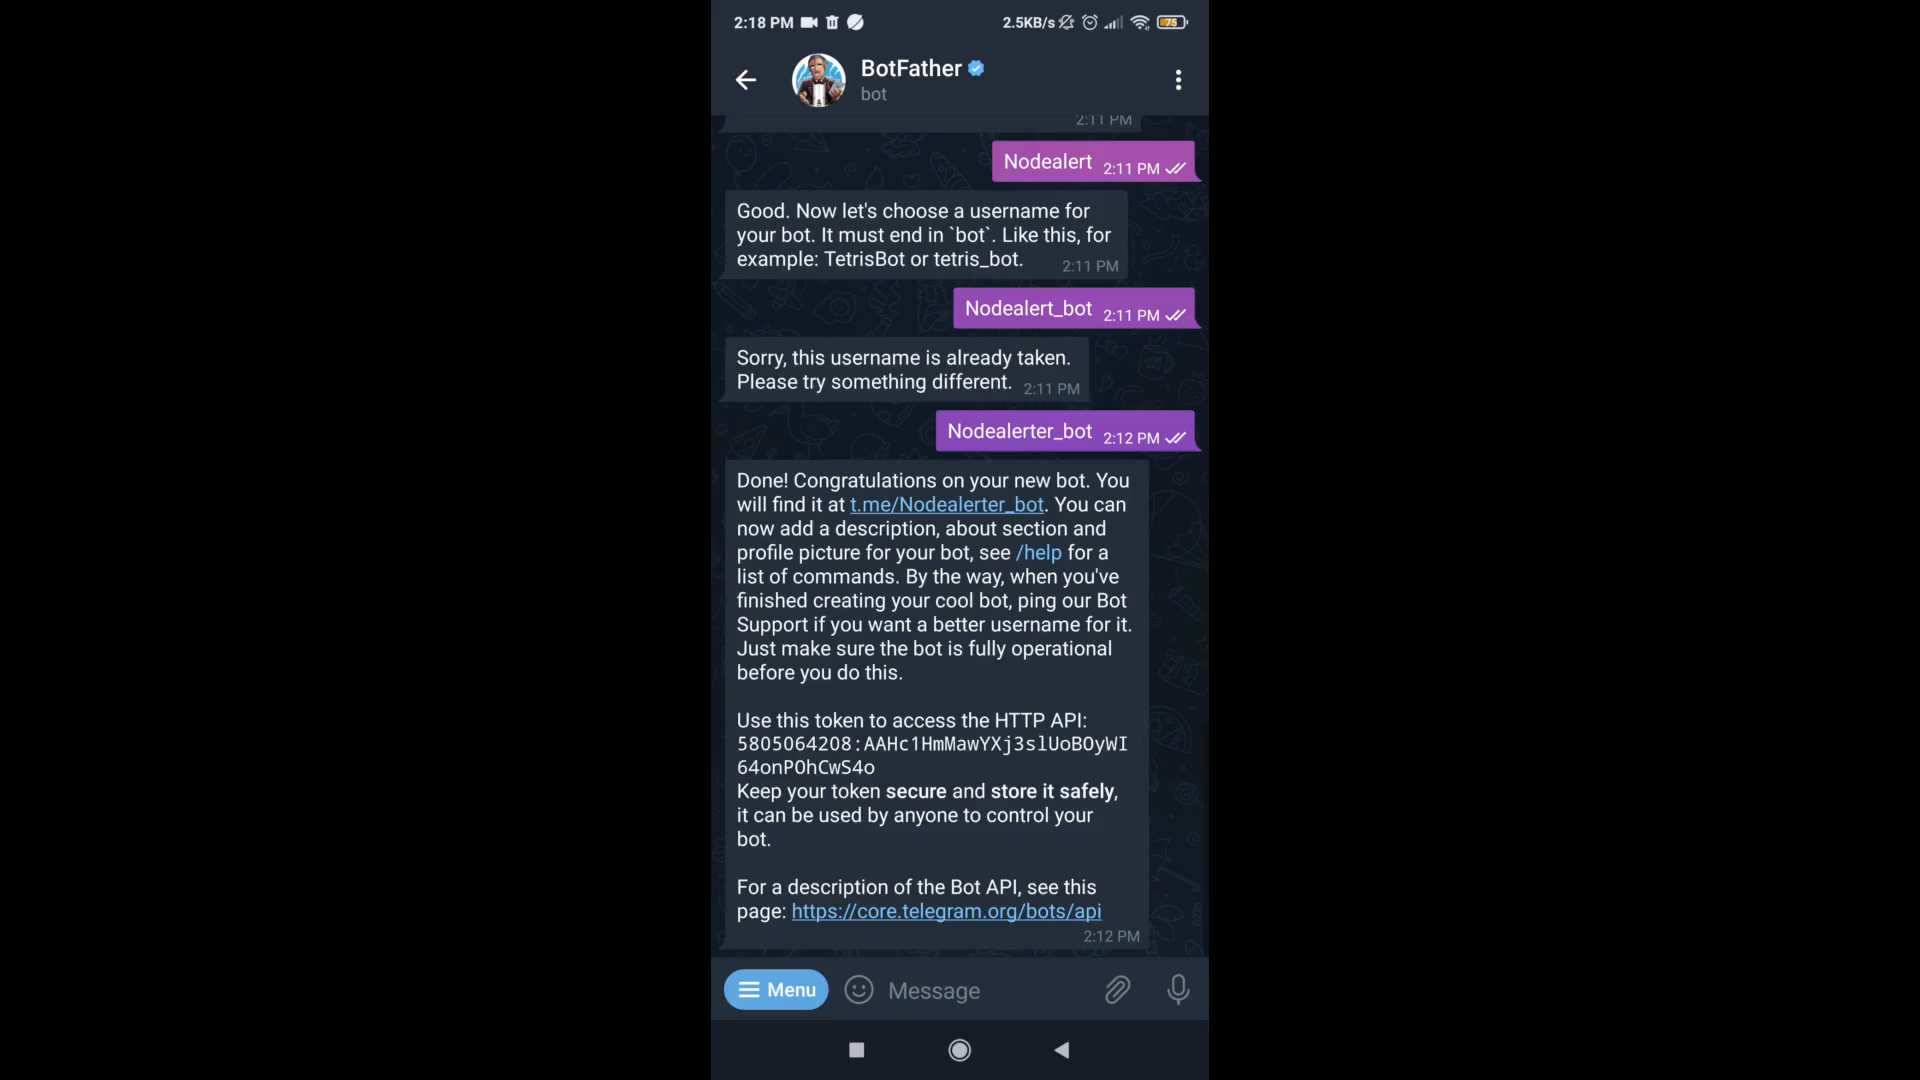 2:18 PM 2.5KB/s 75
BotFather
bot
2:11 PM
Nodealert 2:11 PM
Good. Now let's choose a username for
your bot. It must end in `bot`. Like this, for
example: TetrisBot or tetris_bot. 2:11 PM
Nodealert_bot 2:11 PM
Sorry, this username is already taken.
Please try something different. 2:11 PM
Nodealerter_bot 2:12 PM
Done! Congratulations on your new bot. You
will find it at t.me/Nodealerter_bot. You can
now add a description, about section and
profile picture for your bot, see /help for a
list of commands. By the way, when you've
finished creating your cool bot, ping our Bot
Support if you want a better username for it.
Just make sure the bot is fully operational
before you do this.
Use this token to access the HTTP API:
5805064208:AAHc1HmMawYXj3slUoBOyWI
64onPOhCwS4o
Keep your token secure and store it safely,
it can be used by anyone to control your
bot.
For a description of the Bot API, see this
page: https://core.telegram.org/bots/api
2:12 PM
Menu Message